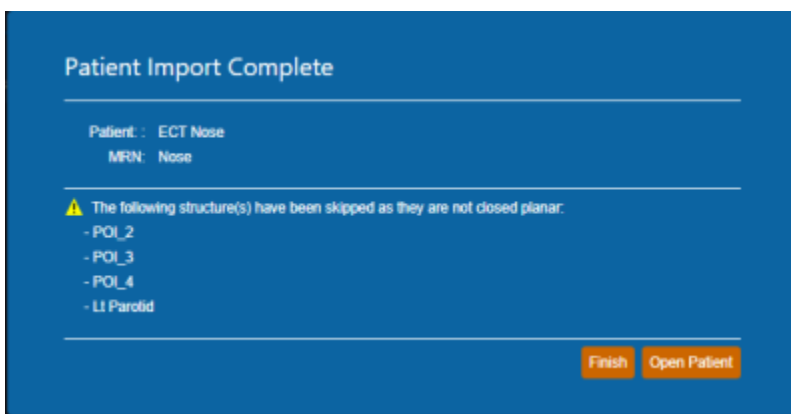 Patient Import Complete
Patient: : ECT Nose
MRN: Nose
The following structure(s) have been skipped as they are not closed planar:
- POI_2
- POI_3
- POI_4
- Lt Parotid
Finish Open Patient